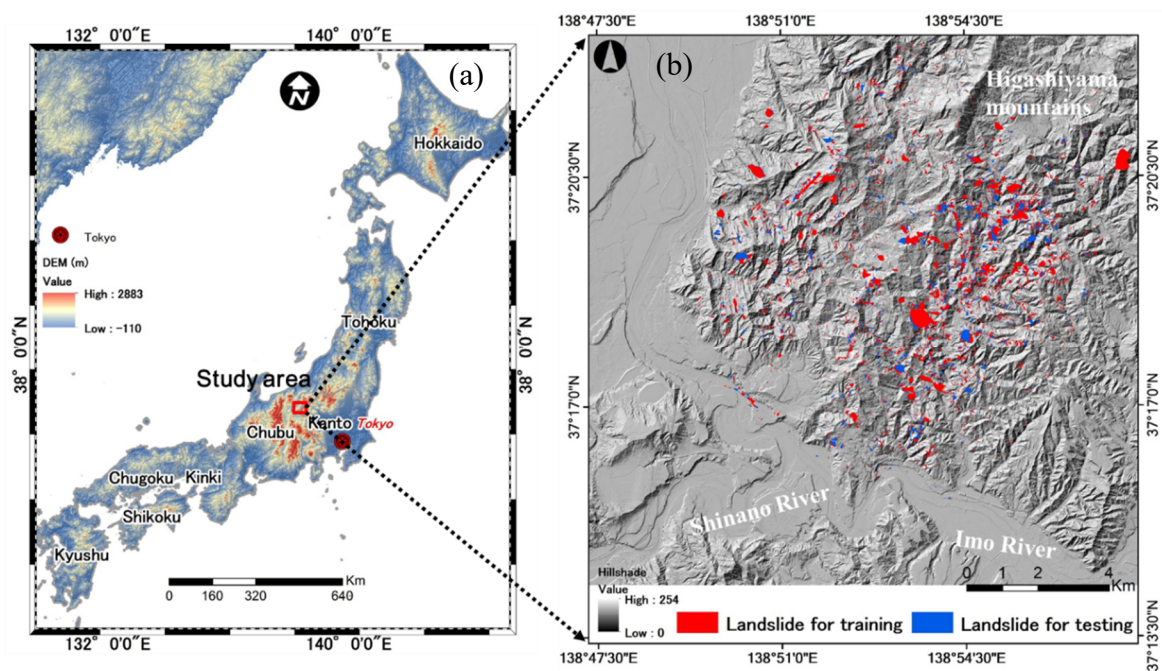 132° 0′0″E
140° 0′0″E
(a)
N
Hokkaido
Tokyo
DEM (m)
Value
High : 2883
Low : -110
Tohoku
38° 0′0″N
38° 0′0″N
Study area
Chubu
Kanto
Tokyo
Chugoku
Kinki
Shikoku
Kyushu
Km
0 160 320 640
132° 0′0″E
140° 0′0″E
138°47'30"E
138°51'0"E
138°54'30"E
(b)
Higashiyama
mountains
37°20'30"N
37°20'30"N
37°17'0"N
37°17'0"N
Shinano River
Imo River
Hillshade
Value
High : 254
Low : 0
0 1 2 4
Km
Landslide for training
Landslide for testing
37°13'30"N
138°47'30"E
138°51'0"E
138°54'30"E